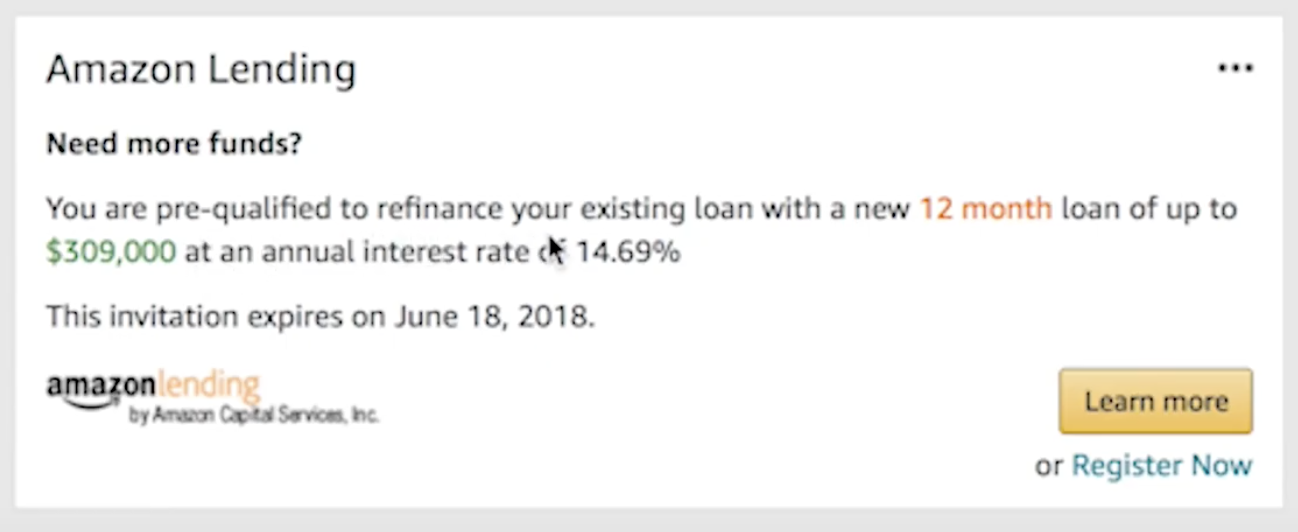 Amazon Lending
Need more funds?
You are pre-qualified to refinance your existing loan with a new 12 month loan of up to
$309,000 at an annual interest rate 14.69%
This invitation expires on June 18, 2018.
amazonlending
by Amazon Capital Services, Inc.
Learn more
or Register Now